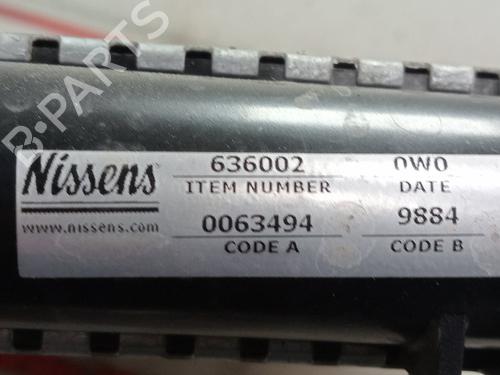 B-PARTS
Nissens
www.nissens.com
636002 0W0
ITEM NUMBER DATE
0063494 9884
CODE A CODE B